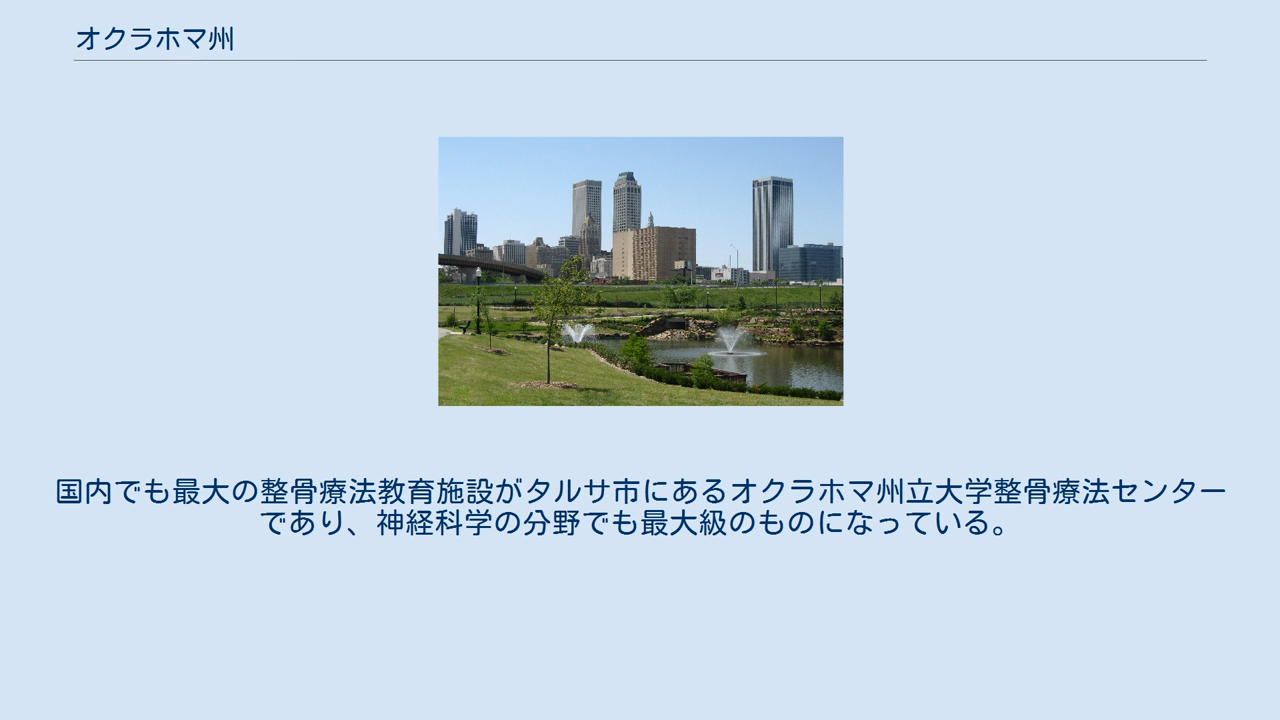 オクラホマ州
国内でも最大の整骨療法教育施設がタルサ市にあるオクラホマ州立大学整骨療法センター
であり、神経科学の分野でも最大級のものになっている。